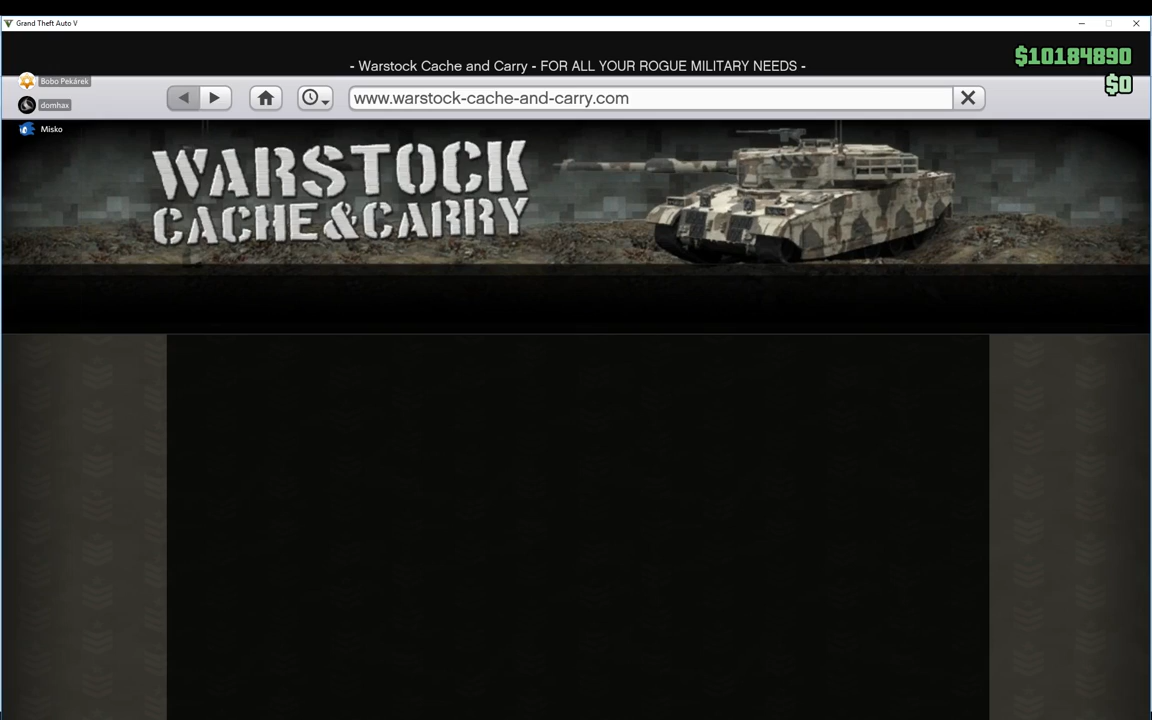 Grand Theft Auto V
$10184890
- Warstock Cache and Carry - FOR ALL YOUR ROGUE MILITARY NEEDS -
$0
Bobo Pekárek
www.warstock-cache-and-carry.com
domhax
Misko
WARSTOCK
CACHE&CARRY